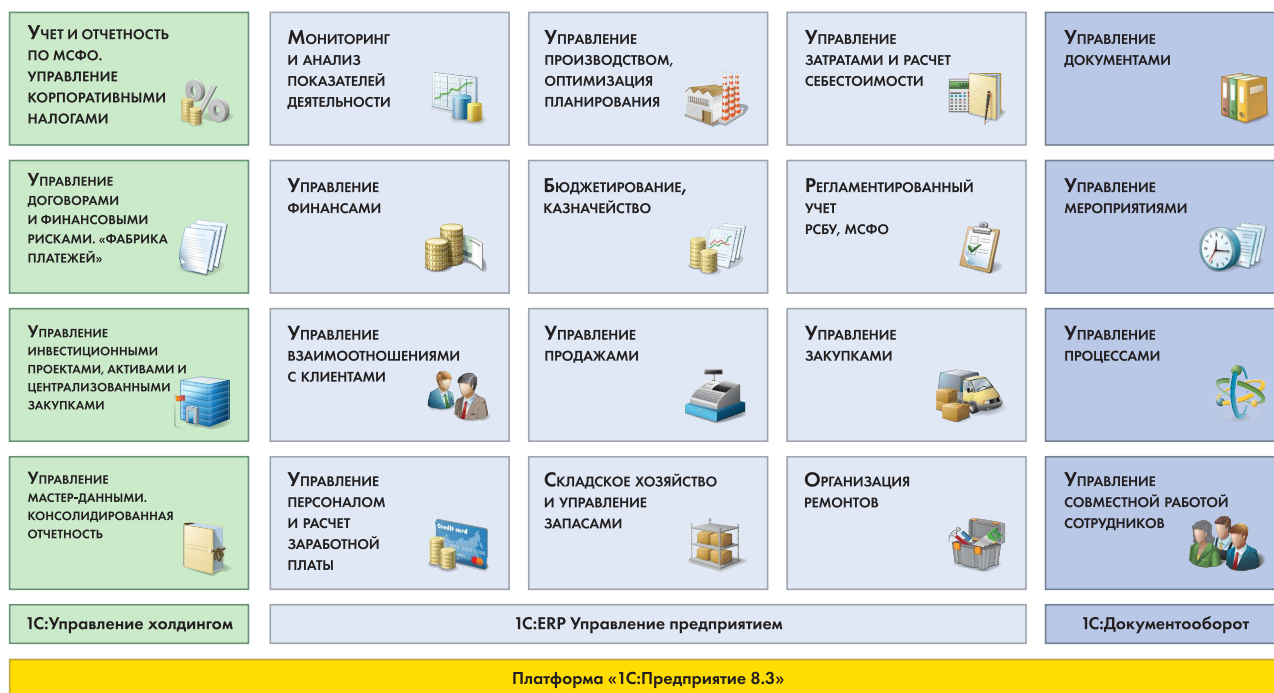 Учет и отчетность
по МСФО.
управление
корпоративными
налогами
Мониторинг
и анализ
показателей
деятельности
Управление
производством,
оптимизация
планирования
Управление
затратами и расчет
себестоимости
Управление
документами
Управление
договорами
и финансовыми
рисками. «Фабрика
платежей»
Управление
финансами
Бюджетирование,
казначейство
Регламентированный
учет
РСБУ, МСФО
Управление
мероприятиями
Управление
инвестиционными
проектами, активами и
централизованными
закупками
Управление
взаимоотношениями
с клиентами
Управление
продажами
Управление
закупками
Управление
процессами
Управление
мастер-данными.
консолидированная
отчетность
Управление
персоналом
и расчет
заработной
платы
Credit card
Складское хозяйство
и управление
запасами
Организация
ремонтов
Управление
совместной работой
сотрудников
1С:Управление холдингом
1С:ERP Управление предприятием
1С:Документооборот
Платформа «1С:Предприятие 8.3»